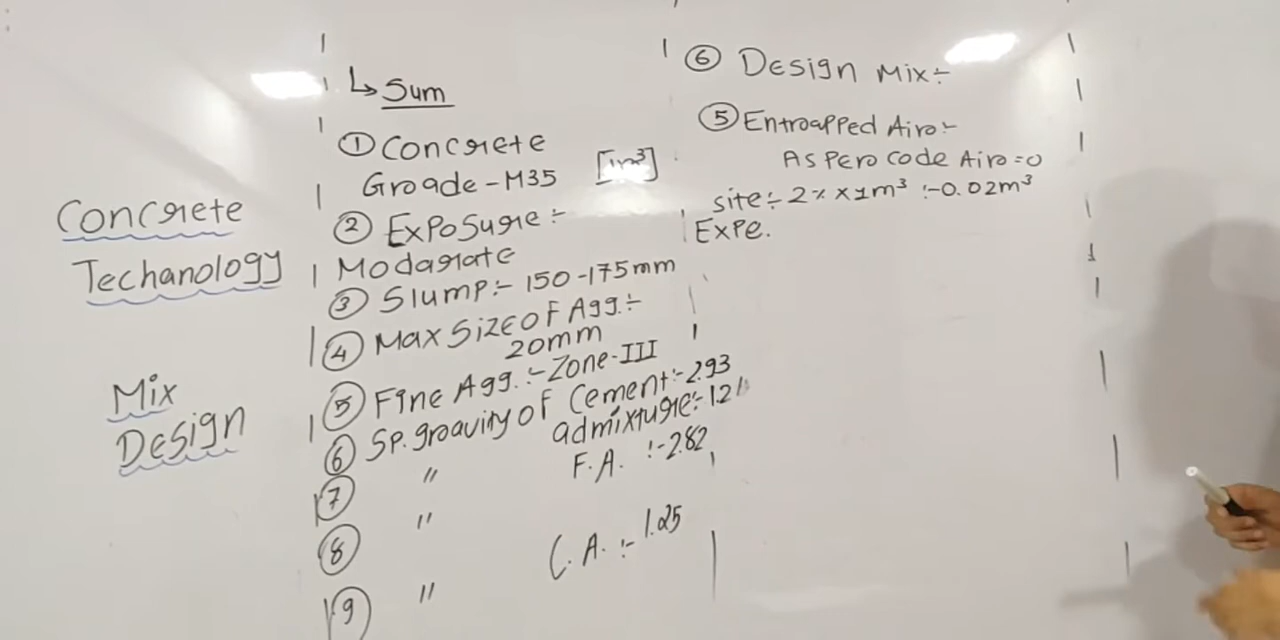 Concrete
Techanology
Mix
Design
↳ Sum
① Concrete
Groade - M35 [1m³]
② Exposure :-
Modarate
③ Slump :- 150 - 175mm
④ Max Size OF Agg. :-
20mm
⑤ Fine Agg. :- Zone - III
⑥ Sp. groavity of Cement :- 2.93
⑦ " admixture :- 1.2
⑧ " F.A. :- 2.82
⑨ " C.A. :- 1.25
⑥ Design Mix :-
⑤ Entroapped Airo :-
As Pero Code Airo = 0
site :- 2% x 1m³ :- 0.02m³
Expe.